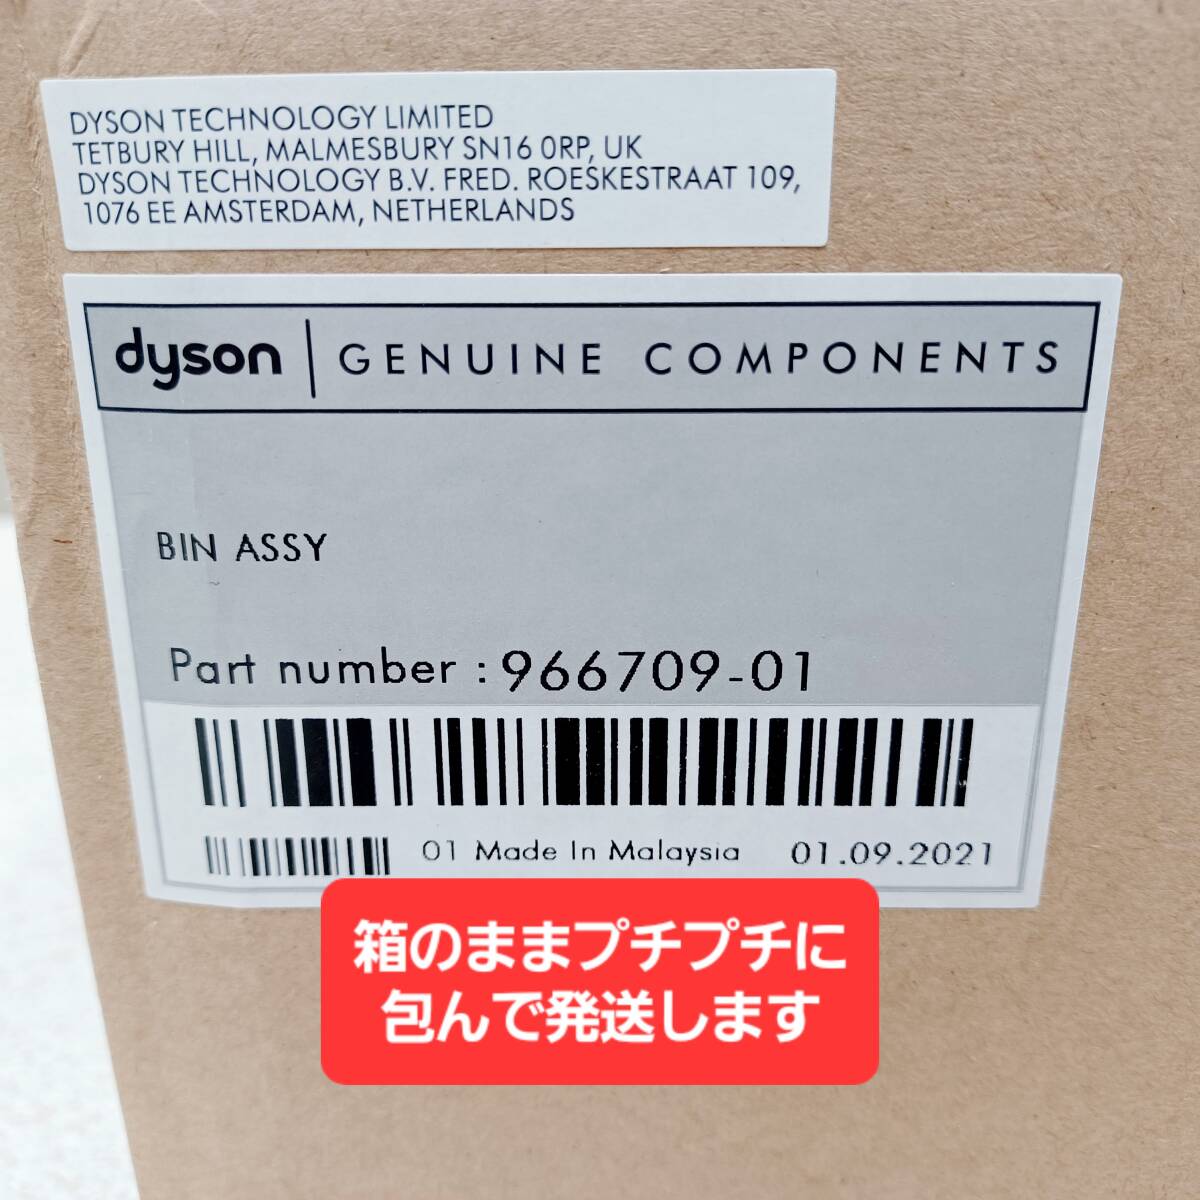 DYSON TECHNOLOGY LIMITED
TETBURY HILL, MALMESBURY SN16 0RP, UK
DYSON TECHNOLOGY B.V. FRED. ROESKESTRAAT 109,
1076 EE AMSTERDAM, NETHERLANDS
dyson | GENUINE COMPONENTS
BIN ASSY
Part number : 966709-01
01 Made In Malaysia 01.09.2021
箱のままプチプチに
包んで発送します